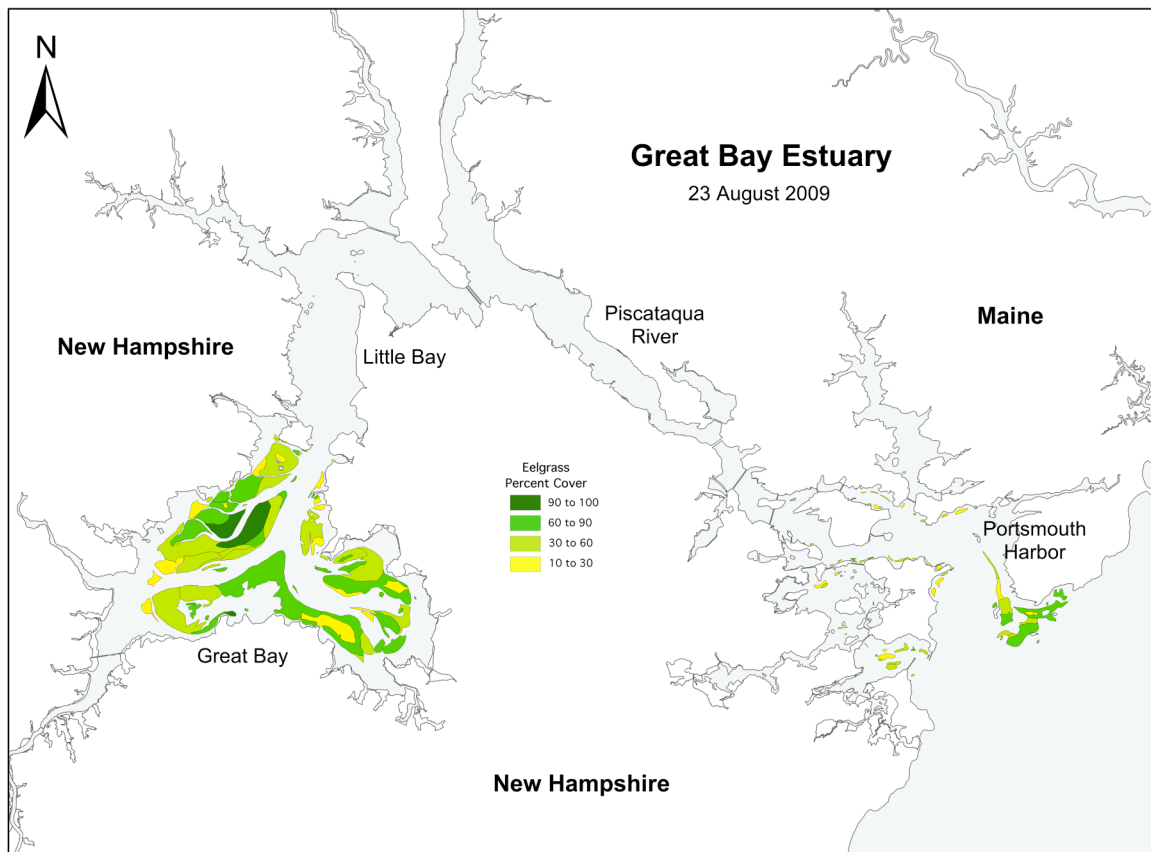 N
Great Bay Estuary
23 August 2009
Piscataqua
River
Maine
New Hampshire
Little Bay
Eelgrass
Percent Cover
90 to 100
60 to 90
30 to 60
10 to 30
Portsmouth
Harbor
Great Bay
New Hampshire